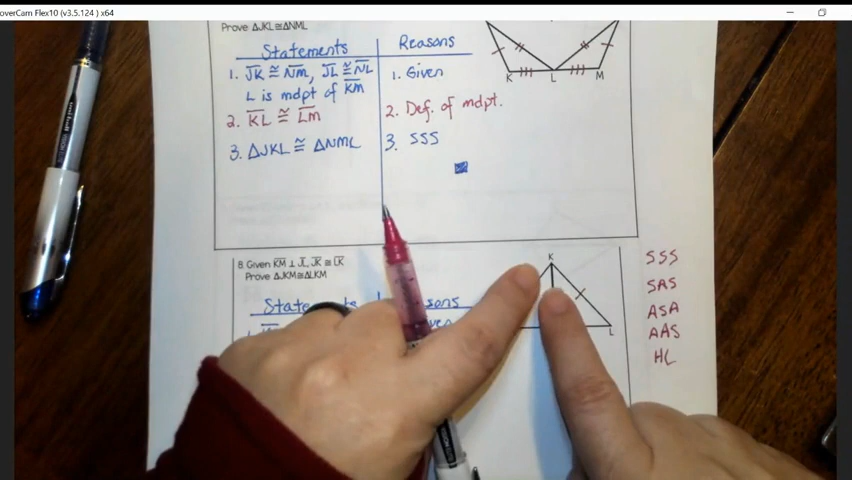 overCam Flex10 (v3.5.124 ) x64
Prove ΔJKL≅ΔNML
Statements Reasons
1. JK ≅ NM, JL ≅ NL 1. Given
L is mdpt of KM
2. KL ≅ LM 2. Def. of mdpt.
3. ΔJKL ≅ ΔNML 3. SSS
K L M
8. Given KM ⊥ JL, JK ≅ LK
Prove ΔJKM≅ΔLKM
K
L
SSS
SAS
ASA
AAS
HL